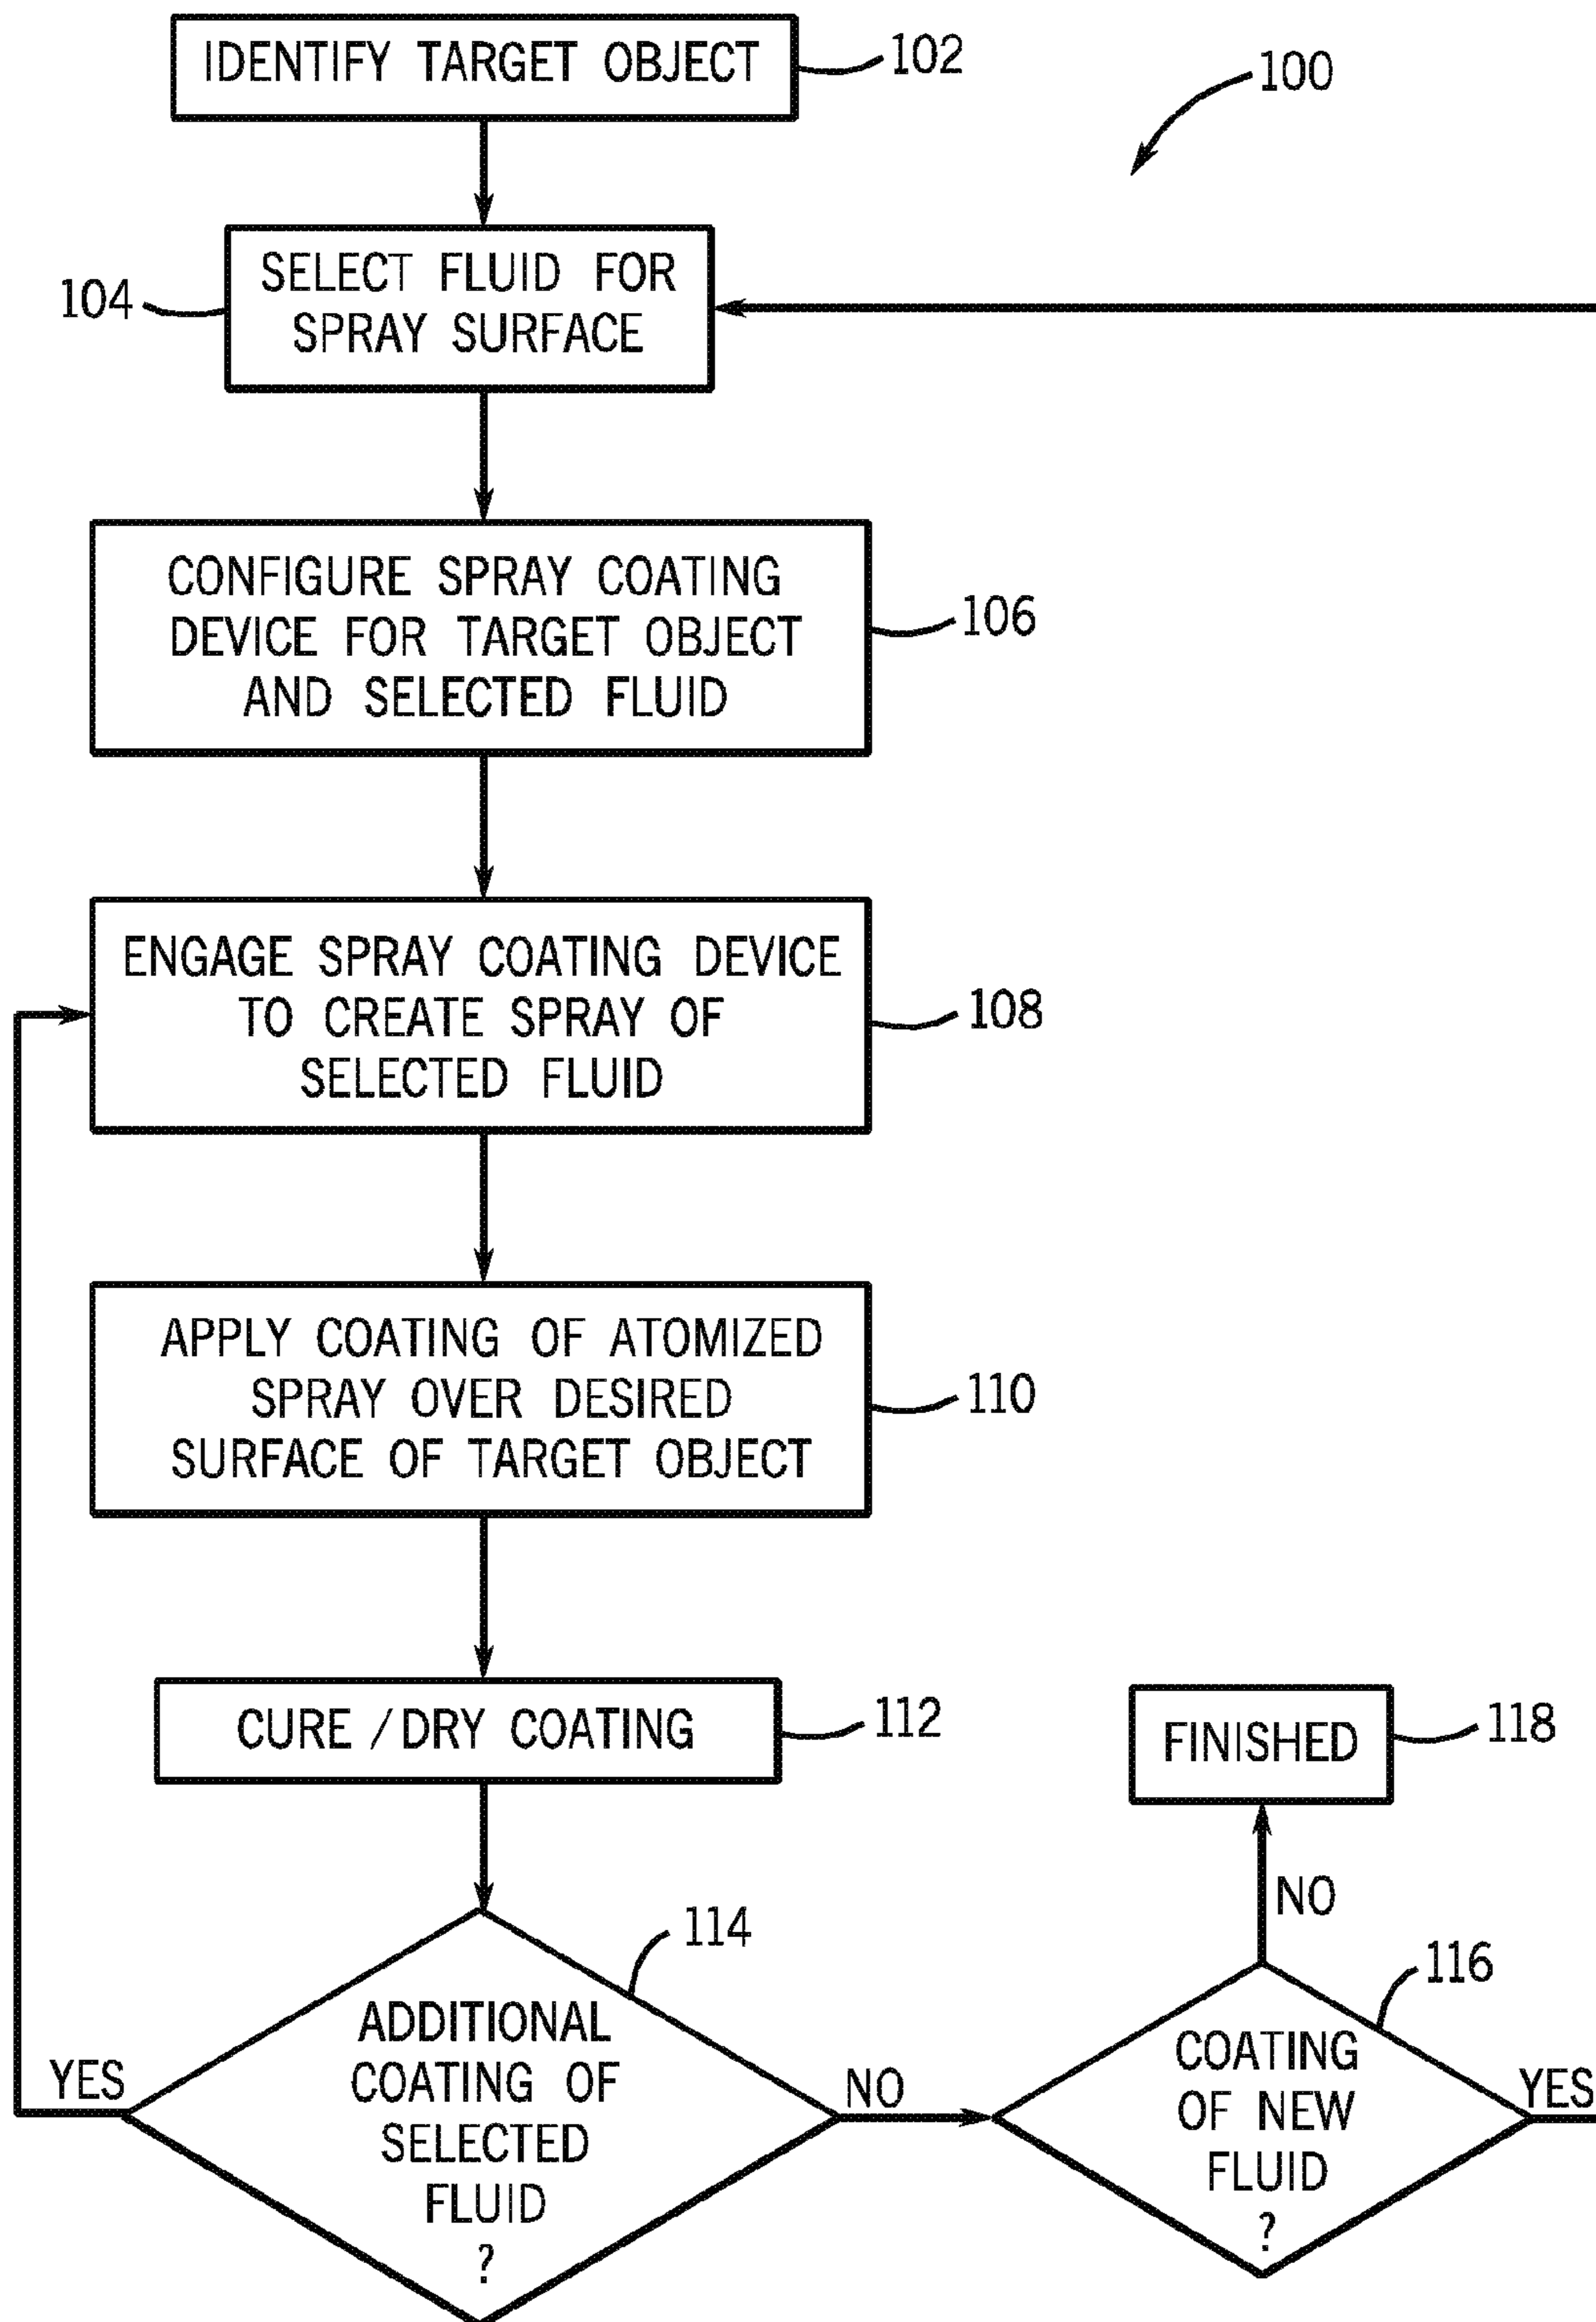 IDENTIFY TARGET OBJECT
102
100
SELECT FLUID FOR
SPRAY SURFACE
104
CONFIGURE SPRAY COATING
DEVICE FOR TARGET OBJECT
AND SELECTED FLUID
106
ENGAGE SPRAY COATING DEVICE
TO CREATE SPRAY OF
SELECTED FLUID
108
APPLY COATING OF ATOMIZED
SPRAY OVER DESIRED
SURFACE OF TARGET OBJECT
110
CURE / DRY COATING
112
FINISHED
118
NO
114
116
ADDITIONAL
COATING OF
SELECTED
FLUID
?
YES
NO
COATING
OF NEW
FLUID
?
YES